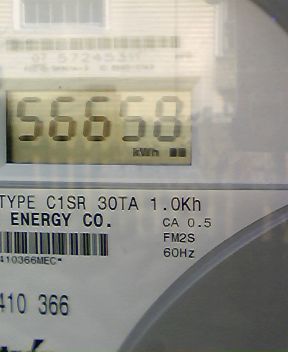 56658
kWh
TYPE C1SR 30TA 1.0Kh
ENERGY CO.
CA 0.5
FM2S
60Hz
410366MEC*
410 366